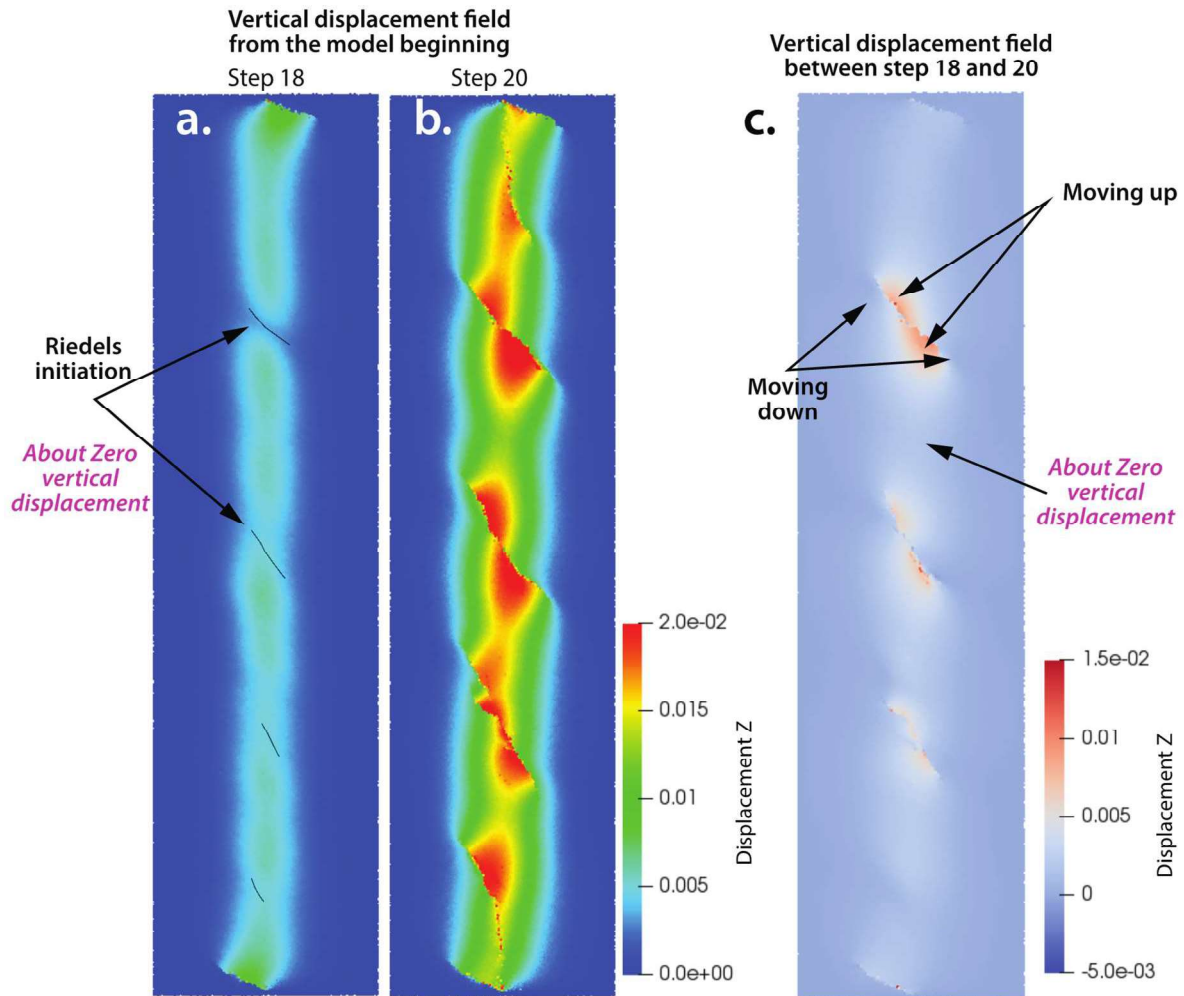 Vertical displacement field
from the model beginning
Step 18
Step 20
Vertical displacement field
between step 18 and 20
a.
b.
c.
Moving up
Riedels
initiation
Moving
down
About Zero
vertical
displacement
About Zero
vertical
displacement
2.0e-02
0.015
0.01
0.005
0.0e+00
Displacement Z
1.5e-02
0.01
0.005
0
-5.0e-03
Displacement Z